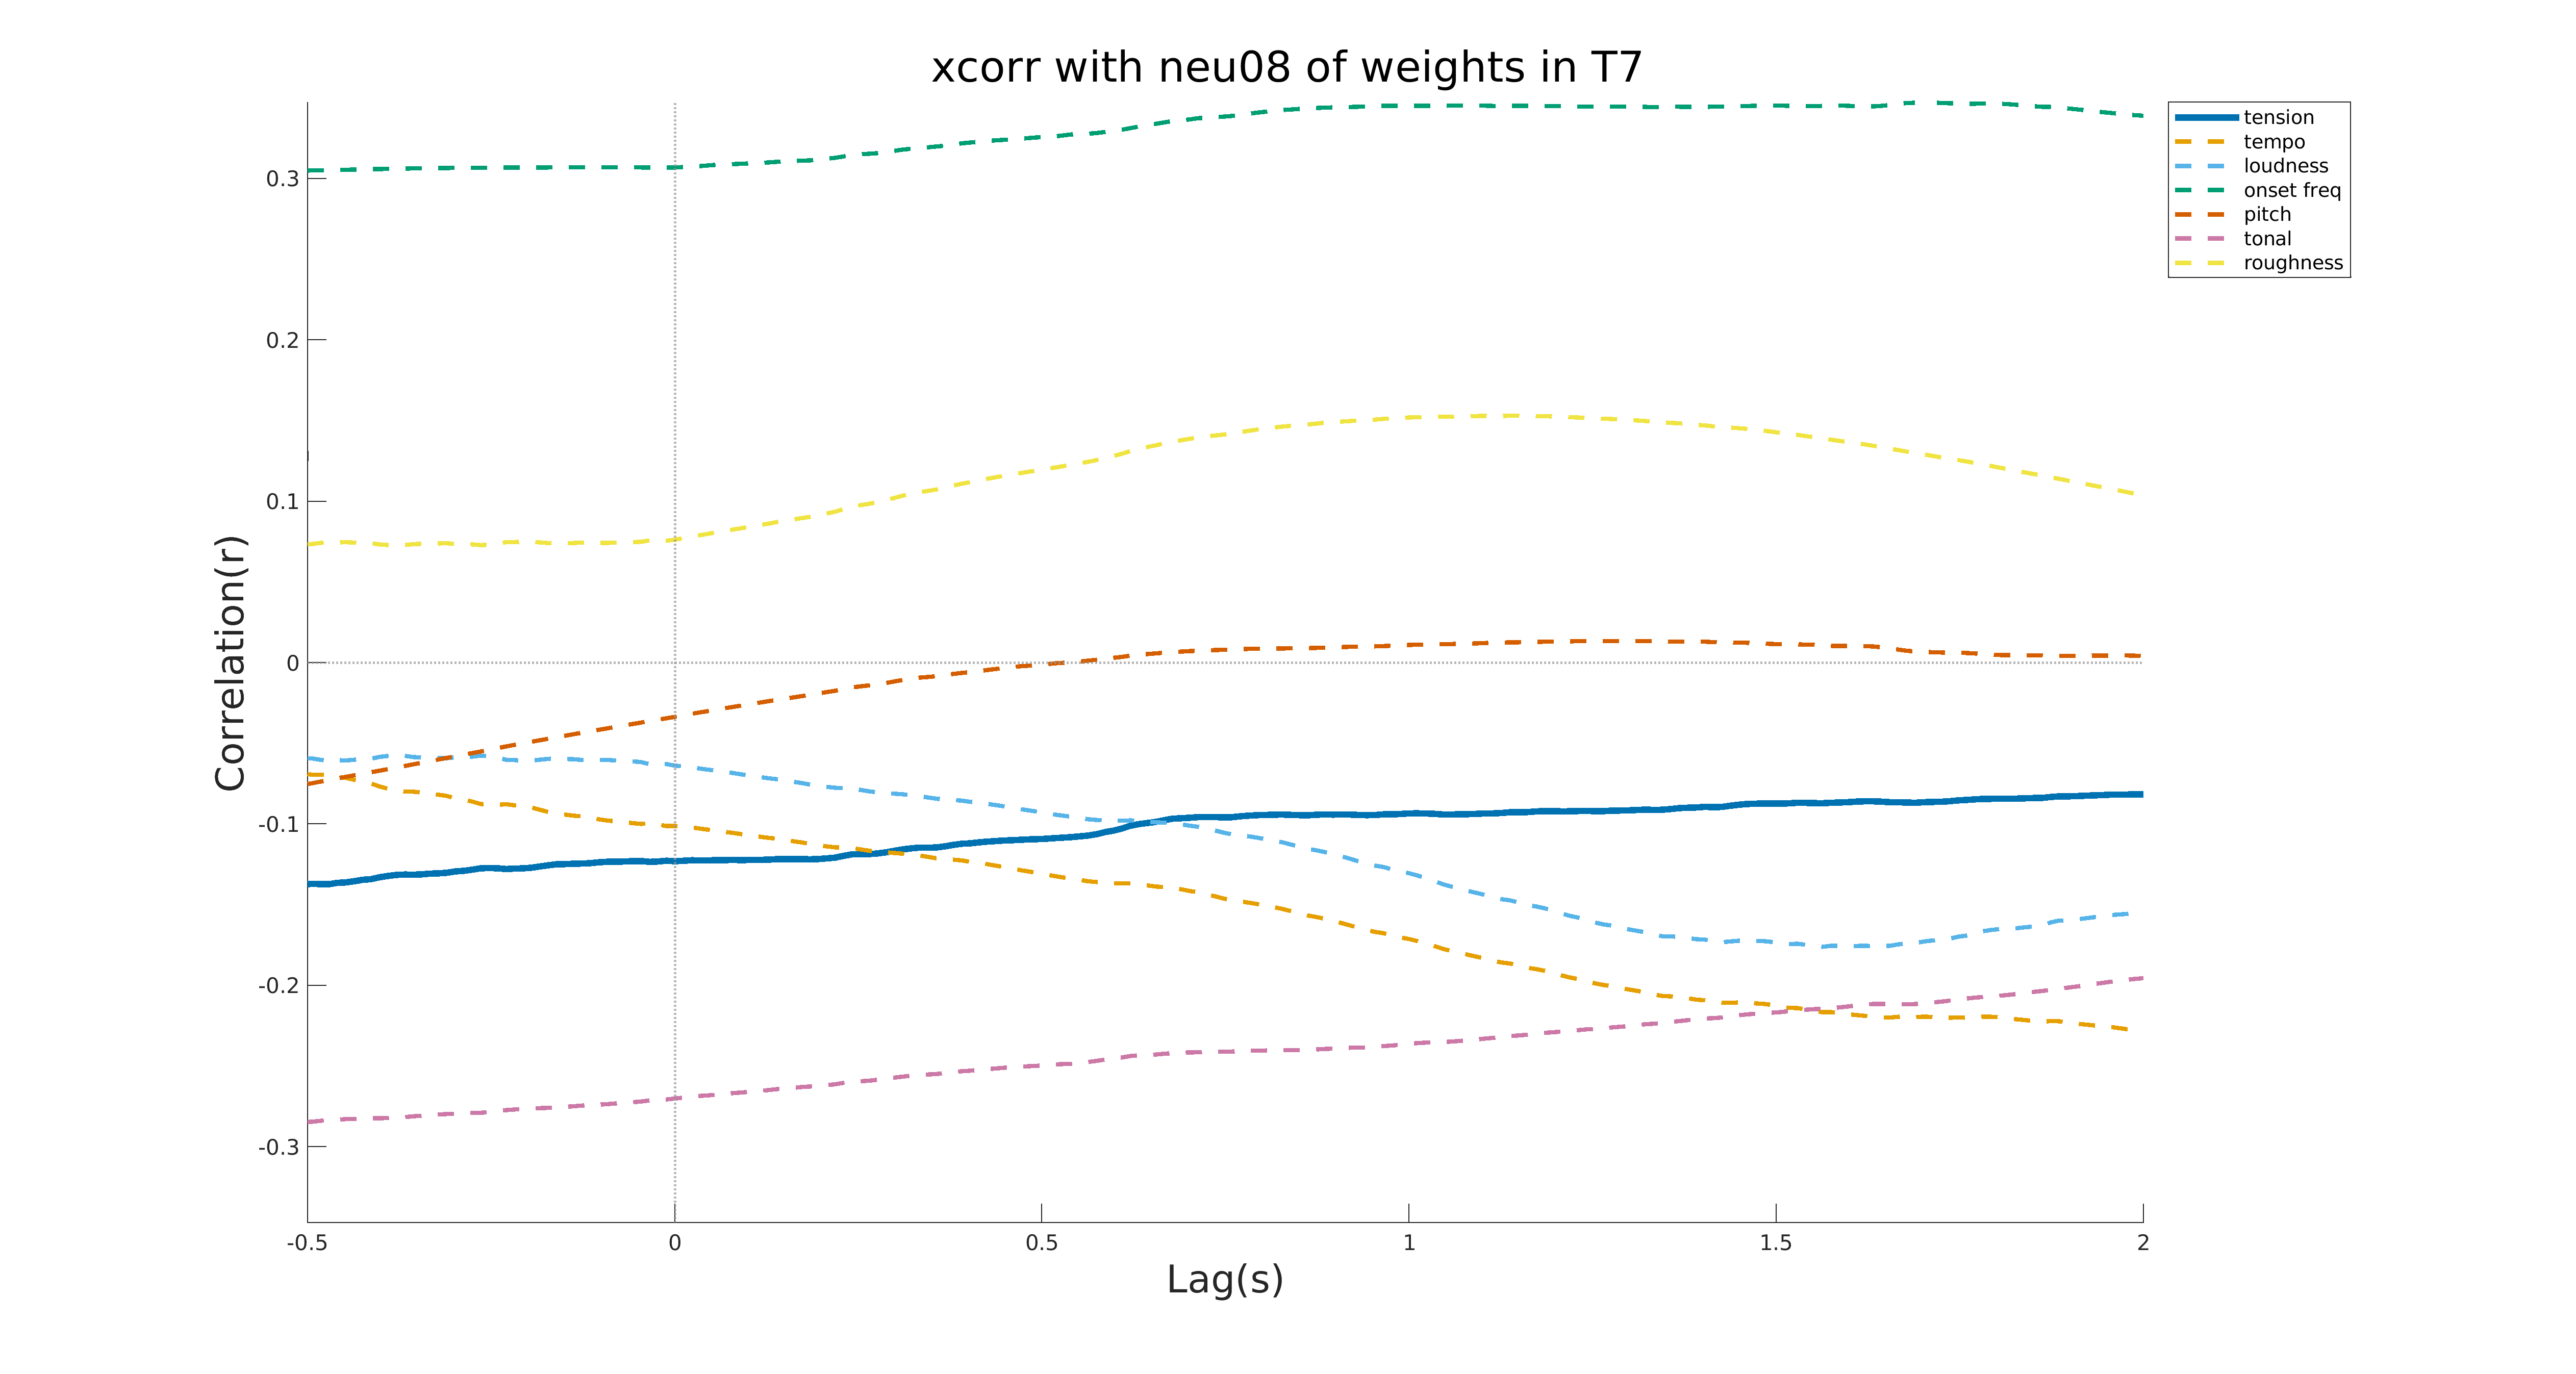 xcorr with neu08 of weights in T7
tension
tempo
loudness
onset freq
pitch
tonal
roughness
Correlation(r)
0.3
0.2
0.1
0
-0.1
-0.2
-0.3
-0.5 0 0.5 1 1.5 2
Lag(s)